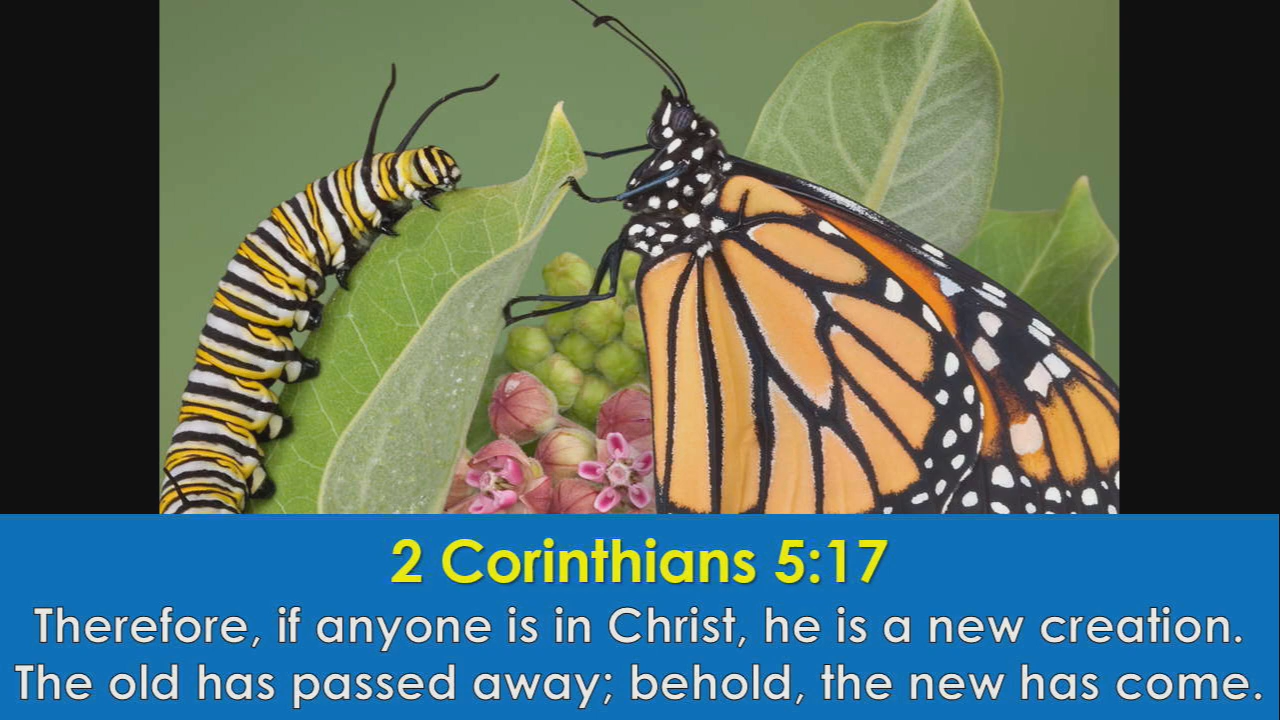 2 Corinthians 5:17
Therefore, if anyone is in Christ, he is a new creation.
The old has passed away; behold, the new has come.